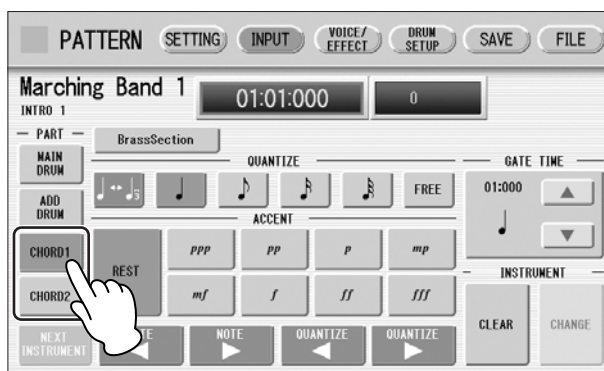 PATTERN SETTING INPUT VOICE/ EFFECT DRUM SETUP SAVE FILE
Marching Band 1 01:01:000 0
INTRO 1
PART BrassSection
QUANTIZE GATE TIME
MAIN DRUM
3 FREE 01:000
ADD DRUM
ACCENT
CHORD1 REST ppp pp p mp
INSTRUMENT
CHORD2 mf f ff fff
CLEAR CHANGE
NEXT INSTRUMENT NOTE QUANTIZE QUANTIZE